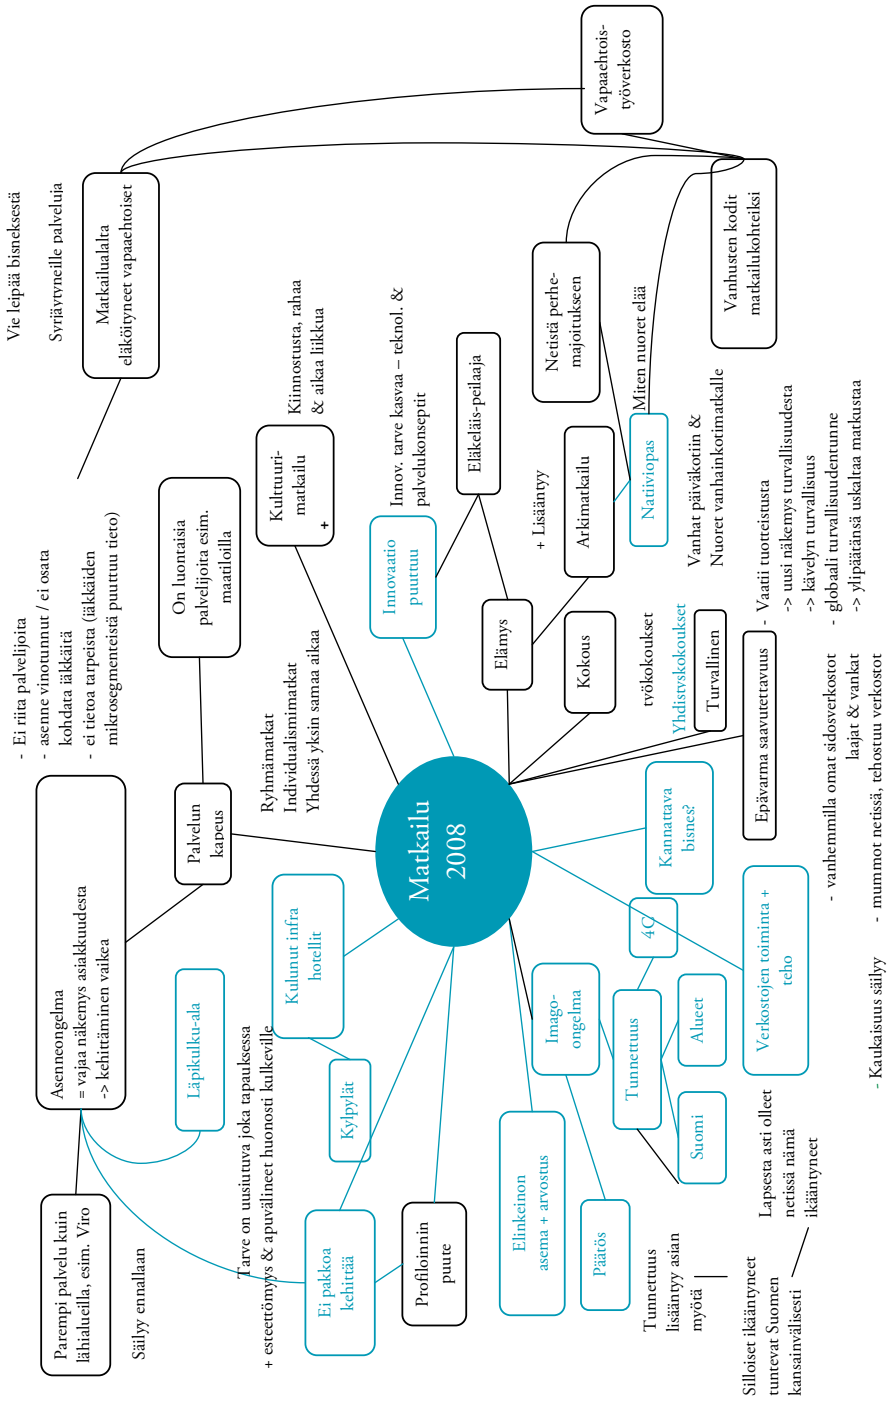 Vie leipää bisneksestä
Syrjäytyneille palveluja
Matkailualalta
eläköityneet vapaaehtoiset
Vapaaehtois-
työverkosto
Vanhusten kodit
matkailukohteiksi
Netistä perhe-
majoitukseen
Miten nuoret elää
Natiiviopas
Vanhat päiväkotiin &
Nuoret vanhainkotimatkalle
Kiinnostusta, rahaa
& aikaa liikkua
Kulttuuri-
matkailu
+
Innov. tarve kasvaa – teknol. &
palvelukonseptit
Innovaatio
puuttuu
Eläkeläis-peilaaja
+ Lisääntyy
Arkimatkailu
Elämys
Kokous
työkokoukset
Yhdistyskokoukset
Turvallinen
Epävarma saavutettavuus
- Vaatii tuotteistusta
-> uusi näkemys turvallisuudesta
-> kävelyn turvallisuus
- globaali turvallisuudentunne
-> ylipäätänsä uskaltaa matkustaa
- Ei riita palvelijoita
- asenne vinotunnut / ei osata
kohdata iäkkäitä
- ei tietoa tarpeista (iäkkäiden
mikrosegmenteistä puuttuu tieto)
On luontaisia
palvelijoita esim.
maatiloilla
Ryhmämatkat
Individualismimatkat
Yhdessä yksin samaa aikaa
Palvelun
kapeus
Asenneongelma
= vajaa näkemys asiakkuudesta
-> kehittäminen vaikea
Läpikulku-ala
Parempi palvelu kuin
lähialueilla, esim. Viro
Säilyy ennallaan
Tarve on uusiutuva joka tapauksessa
+ esteettömyys & apuvälineet huonosti kulkeville
Kulunut infra
hotellit
Kylpylät
Ei pakkoa
kehittää
Profiloinnin
puute
Matkailu
2008
Elinkeinon
asema + arvostus
Päätös
Imago-
ongelma
Tunnettuus
4C
Alueet
Suomi
Kannattava
bisnes?
Verkostojen toiminta +
teho
- vanhemmilla omat sidosverkostot
laajat & vankat
- mummot netissä, tehostuu verkostot
- Kaukaisuus säilyy
Tunnettuus
lisääntyy asian
myötä
Lapsesta asti olleet
netissä nämä
ikääntyneet
Silloiset ikääntyneet
tuntevat Suomen
kansainvälisesti